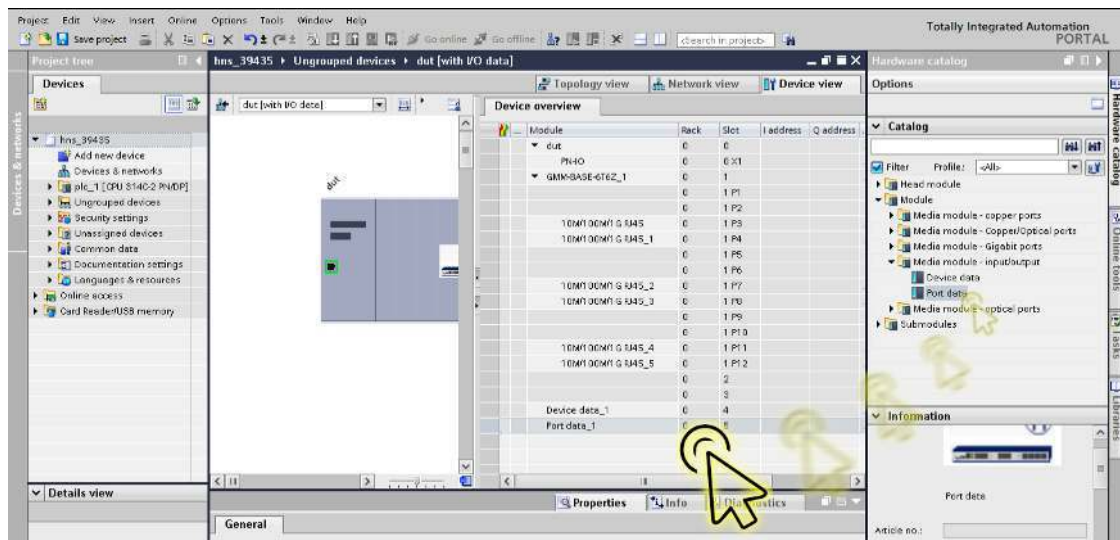 Project Edit View Insert Online Options Tools Window Help
Totally Integrated Automation
PORTAL
Save project
Go online
Go offline
<Search in project>
Project tree
hns_39435 ▸ Ungrouped devices ▸ dut [with I/O data]
Hardware catalog
Devices
Topology view
Network view
Device view
Options
dut [with I/O data]
Device overview
Module Rack Slot I address Q address
dut 0 0
PN-IO 0 0 X1
GMM-BASE-6T6Z_1 0 1
0 1 P1
0 1 P2
10M/100M/1G RJ45 0 1 P3
10M/100M/1G RJ45_1 0 1 P4
0 1 P5
0 1 P6
10M/100M/1G RJ45_2 0 1 P7
10M/100M/1G RJ45_3 0 1 P8
0 1 P9
0 1 P10
10M/100M/1G RJ45_4 0 1 P11
10M/100M/1G RJ45_5 0 1 P12
0 2
0 3
Device data_1 0 4
Port data_1
hns_39435
Add new device
Devices & networks
plc_1 [CPU 314C-2 PN/DP]
Ungrouped devices
Security settings
Unassigned devices
Common data
Documentation settings
Languages & resources
Online access
Card Reader/USB memory
dut
Catalog
Filter Profile: <All>
Head module
Module
Media module - copper ports
Media module - Copper/Optical ports
Media module - Gigabit ports
Media module - input/output
Device data
Port data
Media module - optical ports
Submodules
Information
Port data
Article no.:
Details view
Properties
Info
Diagnostics
General
Devices & networks
Hardware catalog
Online tools
Tasks
Libraries